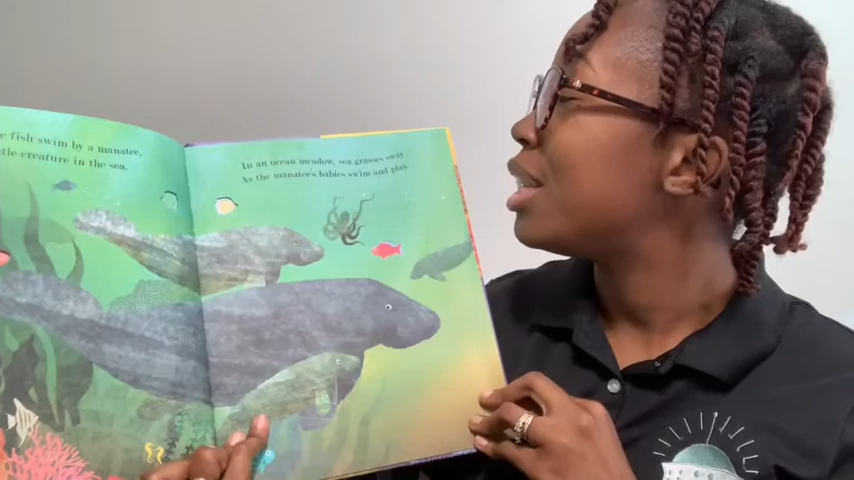 fish swim by a manatee,
creature in the sea!
In an ocean meadow, sea grasses sway
As the manatee's babies swim and play.